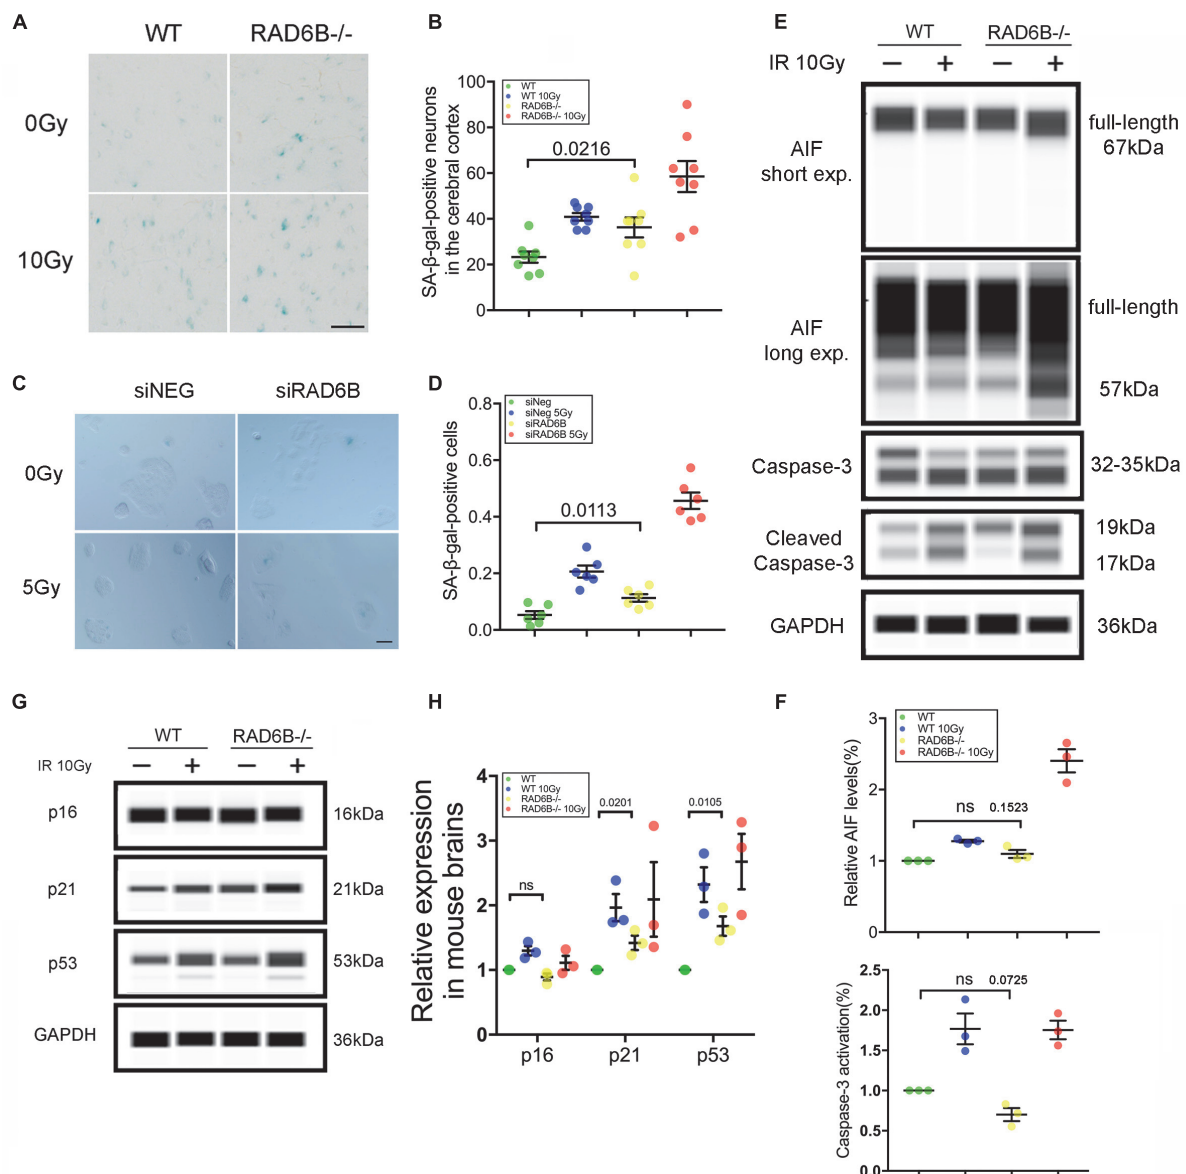 A
WT
RAD6B-/-
0Gy
10Gy
B
SA-β-gal-positive neurons
in the cerebral cortex
100
80
60
40
20
0
WT
WT 10Gy
RAD6B-/-
RAD6B-/- 10Gy
0.0216
C
siNEG
siRAD6B
0Gy
5Gy
D
SA-β-gal-positive cells
0.8
0.6
0.4
0.2
0.0
siNeg
siNeg 5Gy
siRAD6B
siRAD6B 5Gy
0.0113
E
WT
RAD6B-/-
IR 10Gy
−
+
−
+
AIF
short exp.
full-length
67kDa
AIF
long exp.
full-length
57kDa
Caspase-3
32-35kDa
Cleaved
Caspase-3
19kDa
17kDa
GAPDH
36kDa
G
WT
RAD6B-/-
IR 10Gy
−
+
−
+
p16
16kDa
p21
21kDa
p53
53kDa
GAPDH
36kDa
H
Relative expression
in mouse brains
4
3
2
1
0
WT
WT 10Gy
RAD6B-/-
RAD6B-/- 10Gy
ns
0.0201
0.0105
p16
p21
p53
F
Relative AIF levels(%)
3
2
1
0
WT
WT 10Gy
RAD6B-/-
RAD6B-/- 10Gy
ns
0.1523
Caspase-3 activation(%)
2.5
2.0
1.5
1.0
0.5
0.0
ns
0.0725